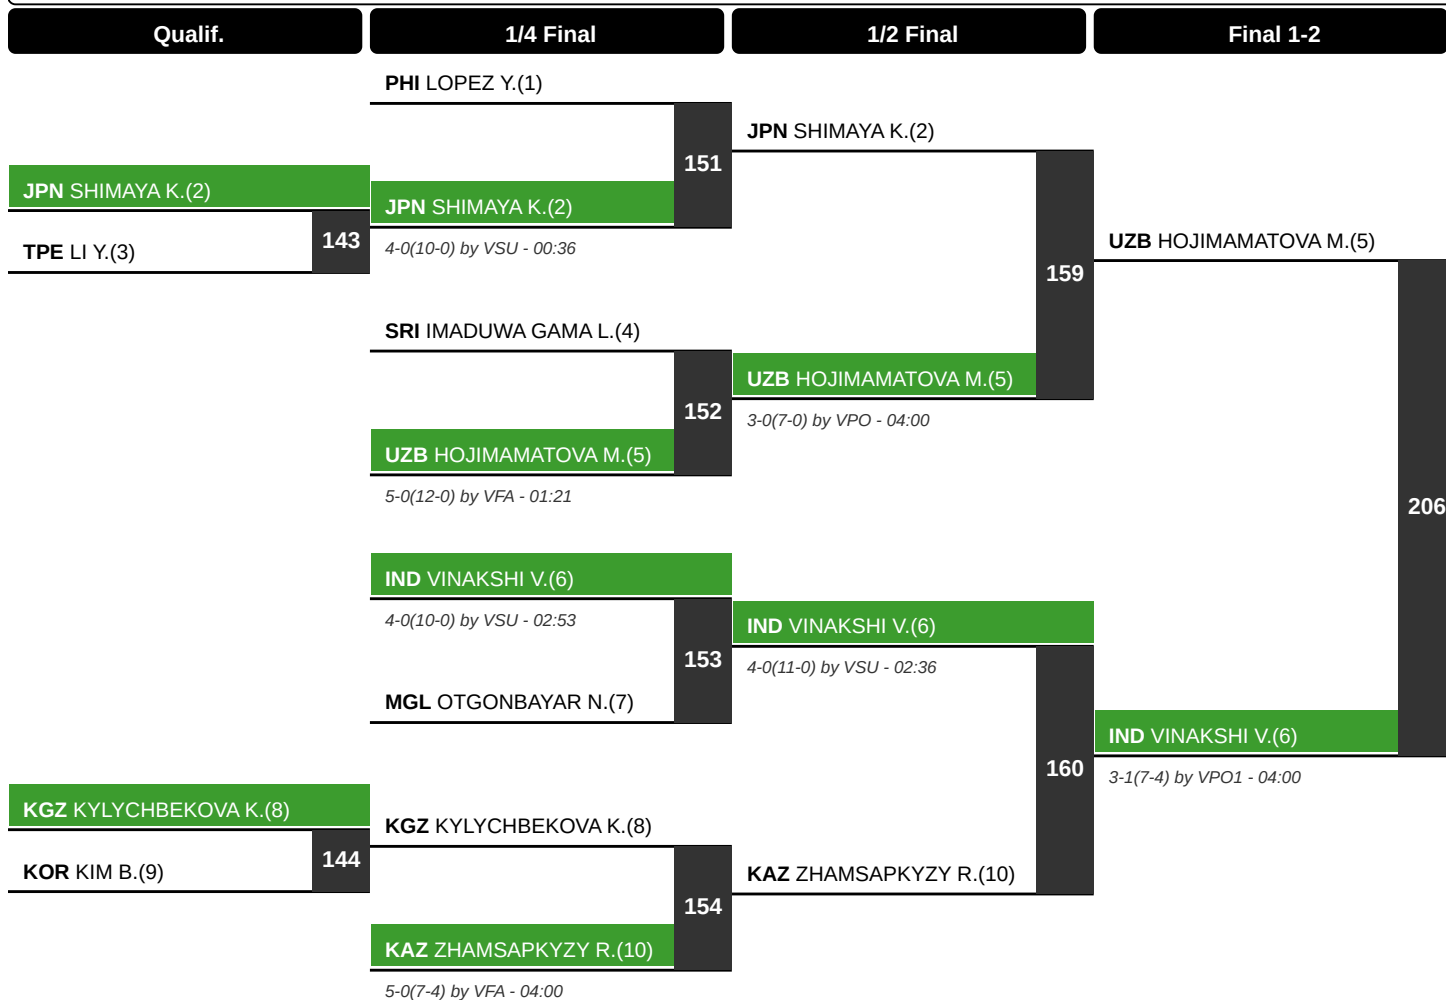 Qualif.
1/4 Final
1/2 Final
Final 1-2
PHI LOPEZ Y.(1)
JPN SHIMAYA K.(2)
151
JPN SHIMAYA K.(2)
JPN SHIMAYA K.(2)
143
TPE LI Y.(3)
4-0(10-0) by VSU - 00:36
UZB HOJIMAMATOVA M.(5)
159
SRI IMADUWA GAMA L.(4)
UZB HOJIMAMATOVA M.(5)
152
3-0(7-0) by VPO - 04:00
UZB HOJIMAMATOVA M.(5)
5-0(12-0) by VFA - 01:21
206
IND VINAKSHI V.(6)
4-0(10-0) by VSU - 02:53
IND VINAKSHI V.(6)
153
4-0(11-0) by VSU - 02:36
MGL OTGONBAYAR N.(7)
IND VINAKSHI V.(6)
160
3-1(7-4) by VPO1 - 04:00
KGZ KYLYCHBEKOVA K.(8)
KGZ KYLYCHBEKOVA K.(8)
144
KOR KIM B.(9)
KAZ ZHAMSAPKYZY R.(10)
154
KAZ ZHAMSAPKYZY R.(10)
5-0(7-4) by VFA - 04:00